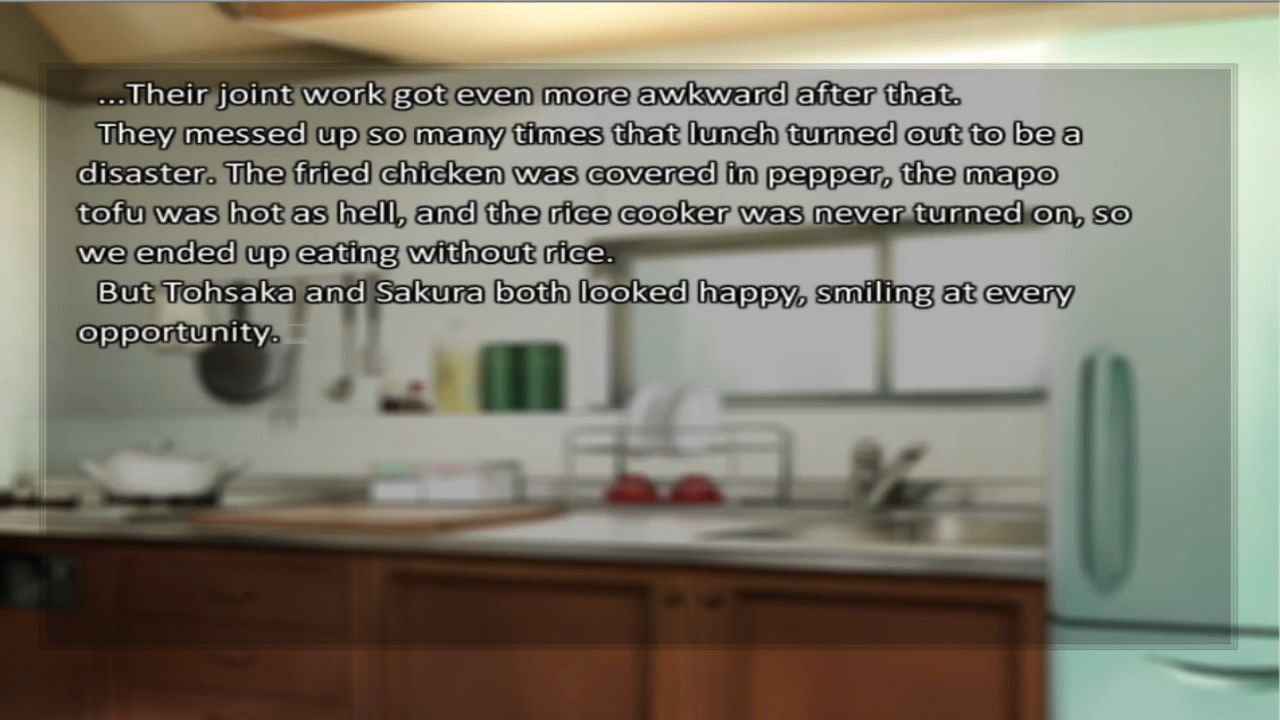 ...Their joint work got even more awkward after that.
They messed up so many times that lunch turned out to be a
disaster. The fried chicken was covered in pepper, the mapo
tofu was hot as hell, and the rice cooker was never turned on, so
we ended up eating without rice.
But Tohsaka and Sakura both looked happy, smiling at every
opportunity.